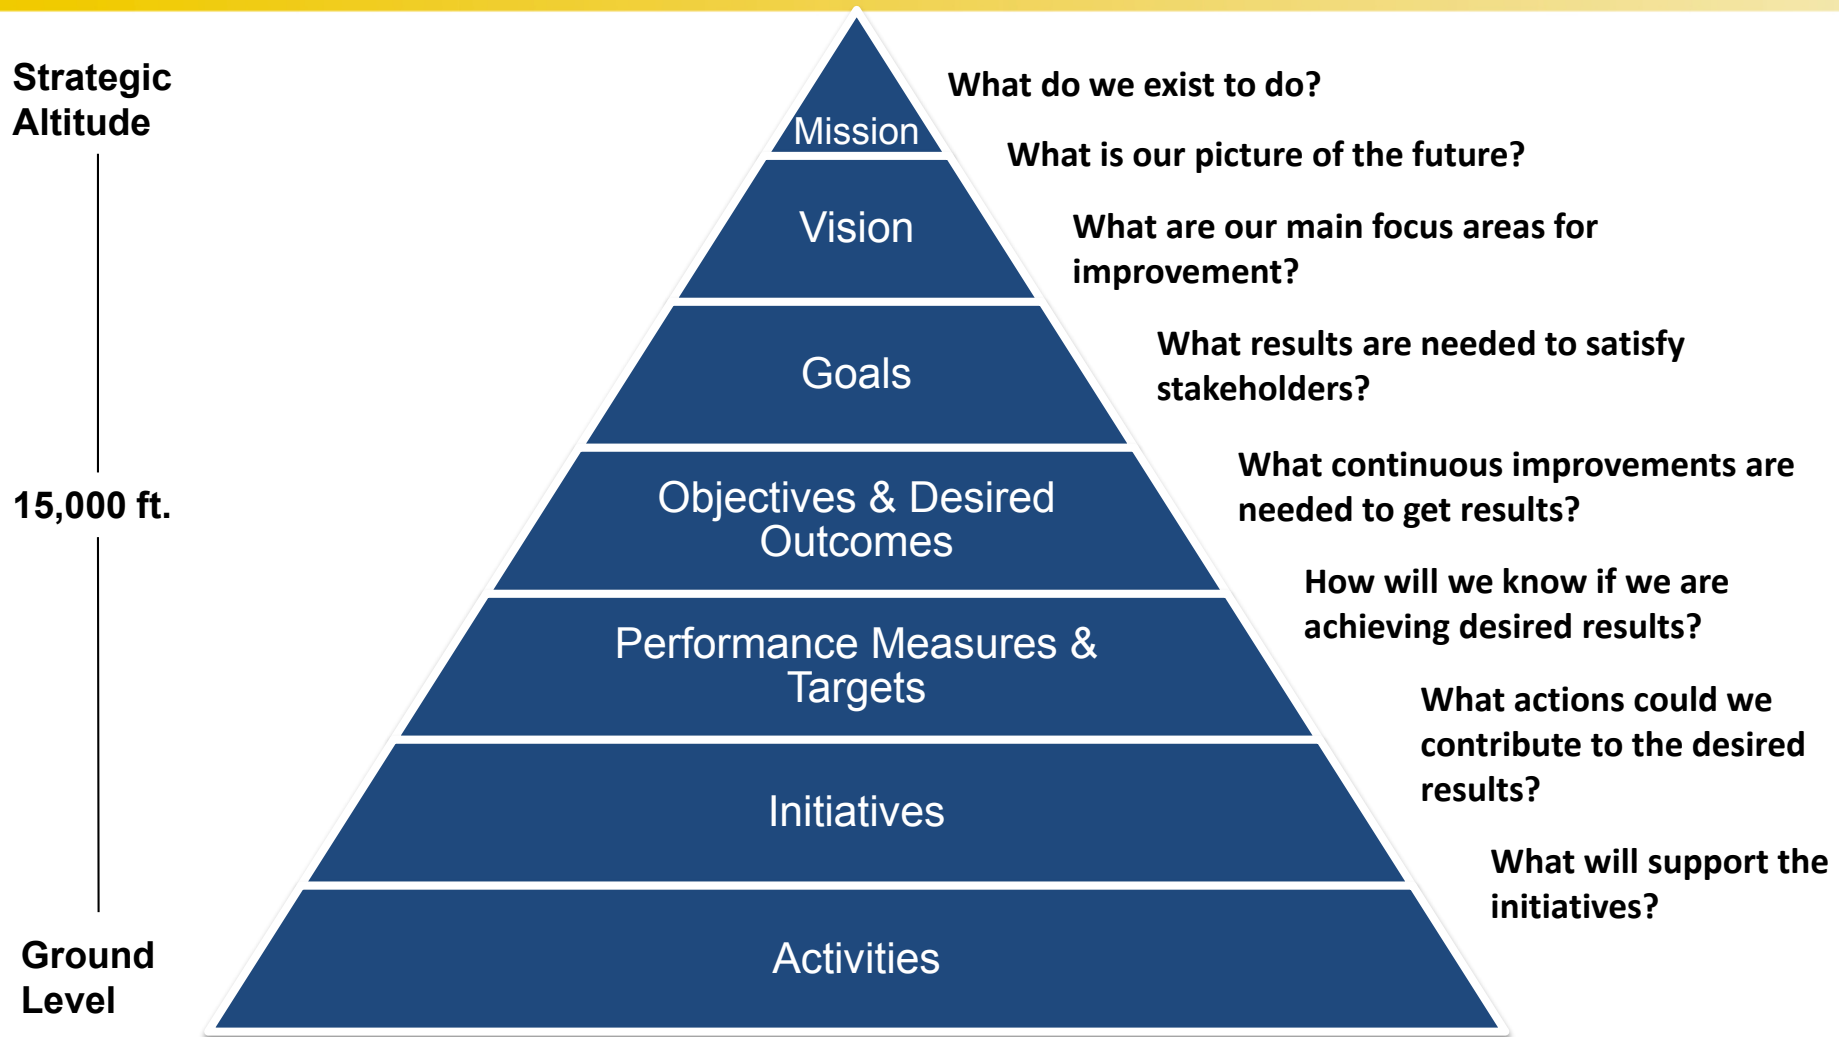 Strategic
Altitude
15,000 ft.
Ground
Level
Mission
Vision
Goals
Objectives & Desired
Outcomes
Performance Measures &
Targets
Initiatives
Activities
What do we exist to do?
What is our picture of the future?
What are our main focus areas for
improvement?
What results are needed to satisfy
stakeholders?
What continuous improvements are
needed to get results?
How will we know if we are
achieving desired results?
What actions could we
contribute to the desired
results?
What will support the
initiatives?